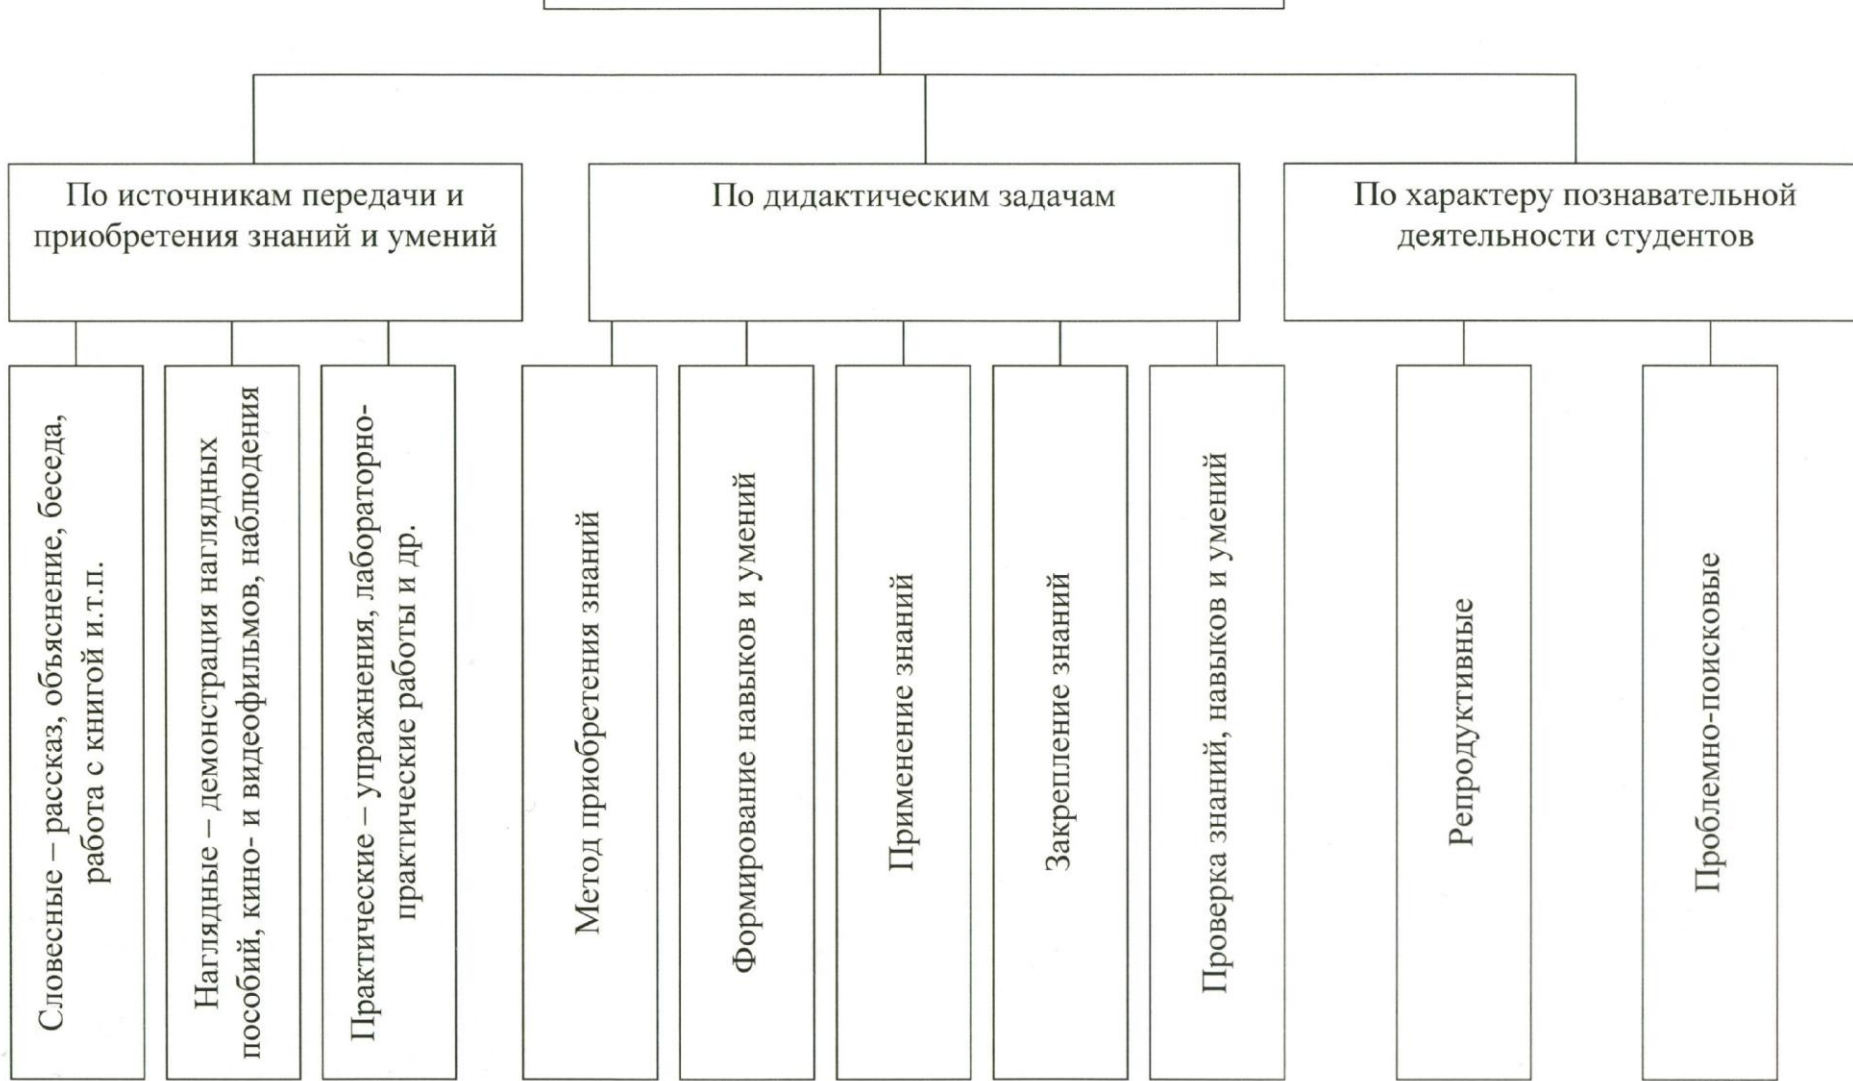 По источникам передачи и
приобретения знаний и умений
По дидактическим задачам
По характеру познавательной
деятельности студентов
Словесные – рассказ, объяснение, беседа,
работа с книгой и.т.п.
Наглядные – демонстрация наглядных
пособий, кино- и видеофильмов, наблюдения
Практические – упражнения, лабораторно-
практические работы и др.
Метод приобретения знаний
Формирование навыков и умений
Применение знаний
Закрепление знаний
Проверка знаний, навыков и умений
Репродуктивные
Проблемно-поисковые